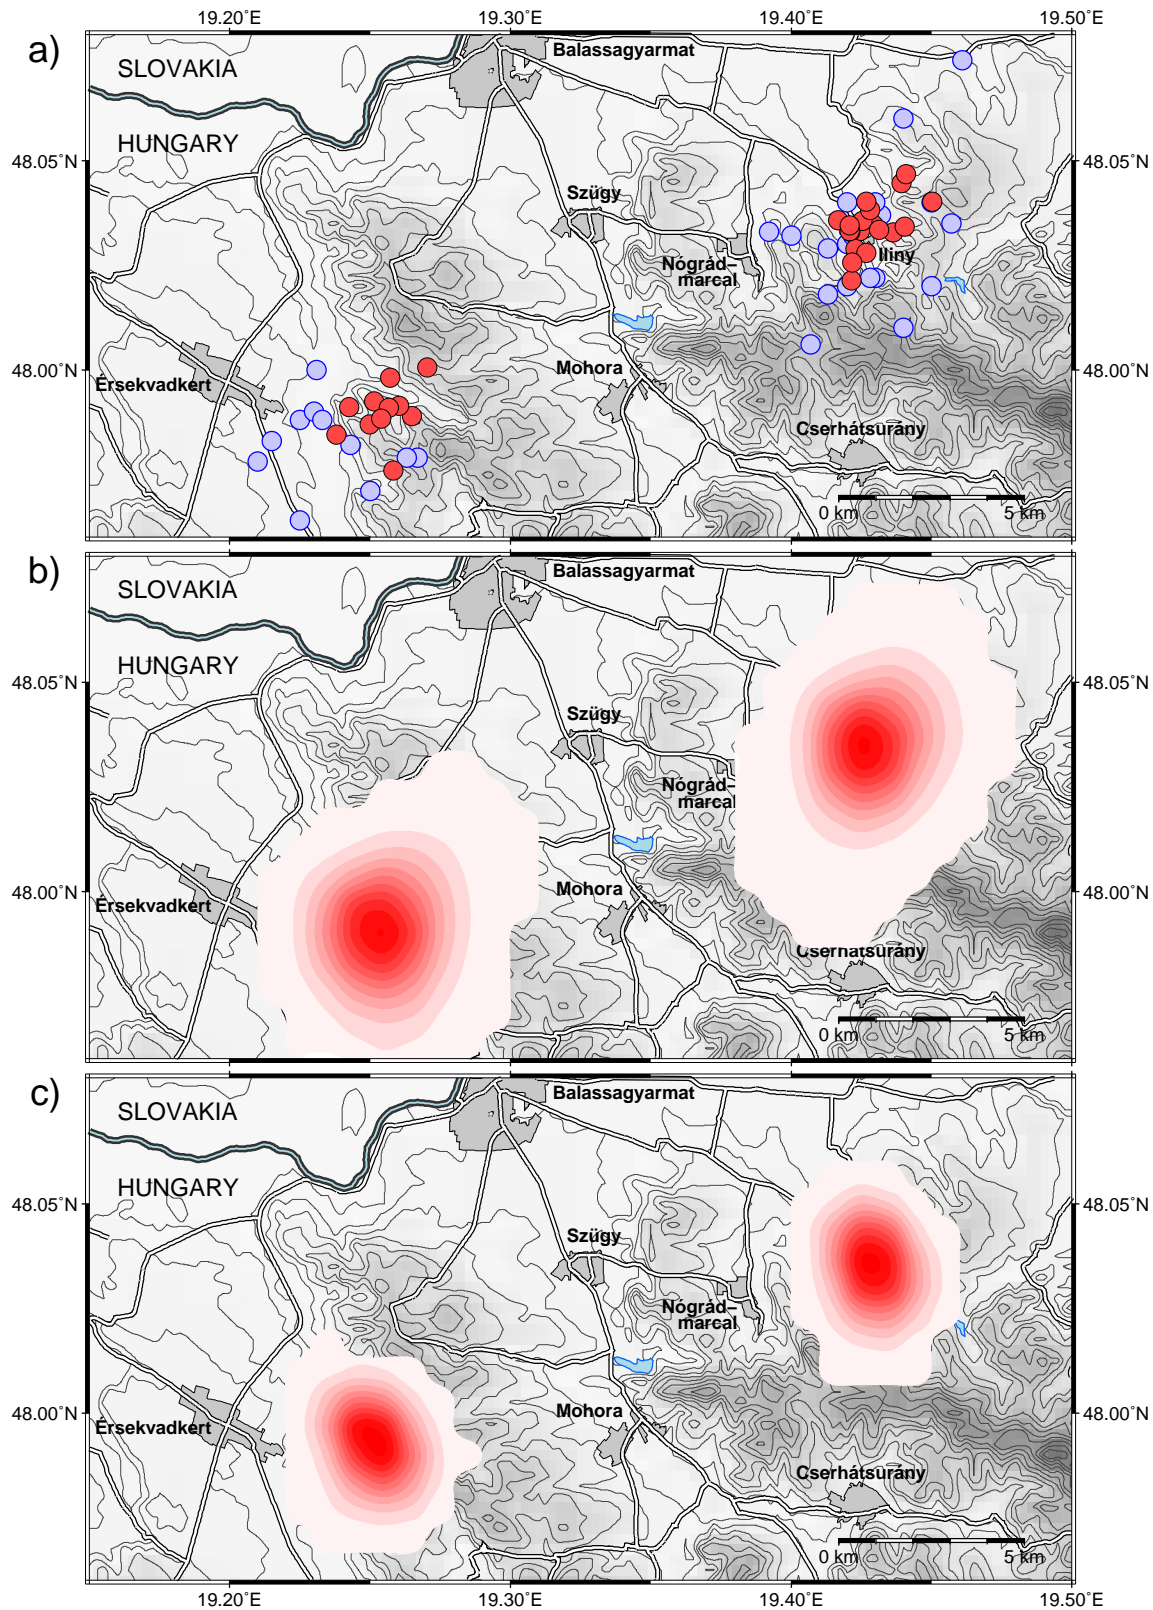 19.20°E 19.30°E 19.40°E 19.50°E
a)
SLOVAKIA
Balassagyarmat
HUNGARY
48.05°N 48.05°N
Szügy
Nógrád–
marcal
Iliny
48.00°N 48.00°N
Érsekvadkert
Mohora
Cserhátsurány
0 km 5 km
b)
SLOVAKIA
Balassagyarmat
HUNGARY
48.05°N 48.05°N
Szügy
Nógrád–
marcal
48.00°N 48.00°N
Érsekvadkert
Mohora
Cserhátsurány
0 km 5 km
c)
SLOVAKIA
Balassagyarmat
HUNGARY
48.05°N 48.05°N
Szügy
Nógrád–
marcal
48.00°N 48.00°N
Érsekvadkert
Mohora
Cserhátsurány
0 km 5 km
19.20°E 19.30°E 19.40°E 19.50°E